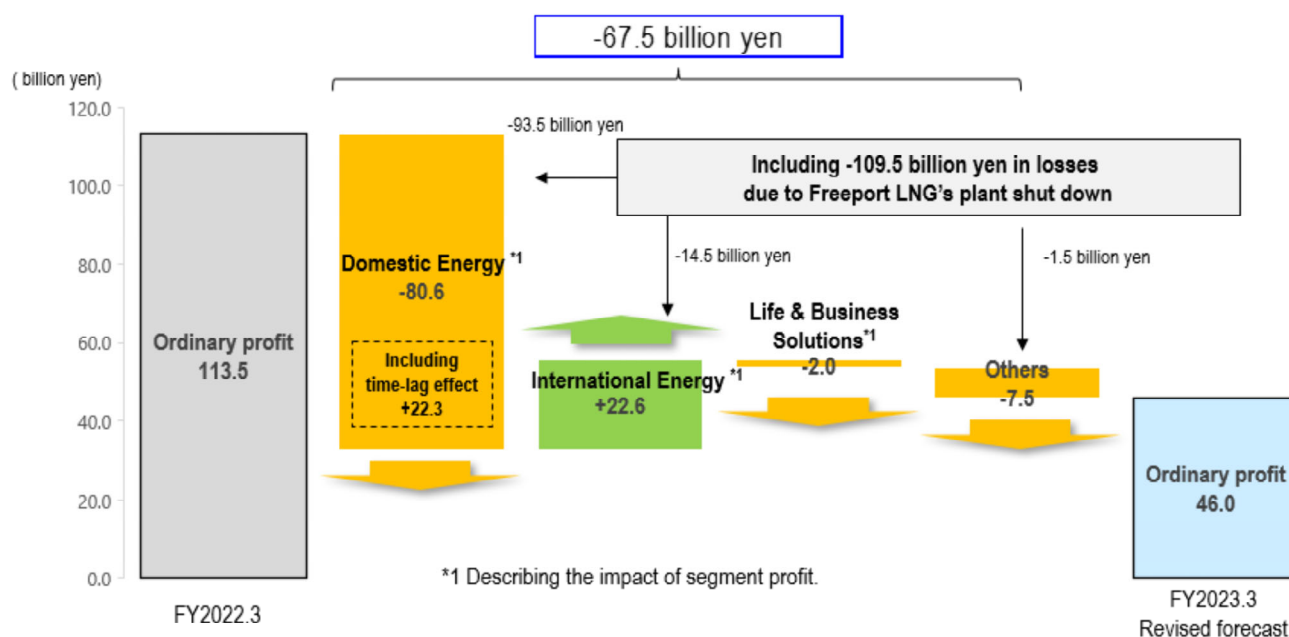 -67.5 billion yen
( billion yen)
120.0
100.0
80.0
60.0
40.0
20.0
0.0
-93.5 billion yen
Including -109.5 billion yen in losses
due to Freeport LNG's plant shut down
-14.5 billion yen
-1.5 billion yen
Ordinary profit
113.5
Domestic Energy *1
-80.6
Including
time-lag effect
+22.3
International Energy *1
+22.6
Life & Business
Solutions*1
-2.0
Others
-7.5
Ordinary profit
46.0
*1 Describing the impact of segment profit.
FY2022.3
FY2023.3
Revised forecast